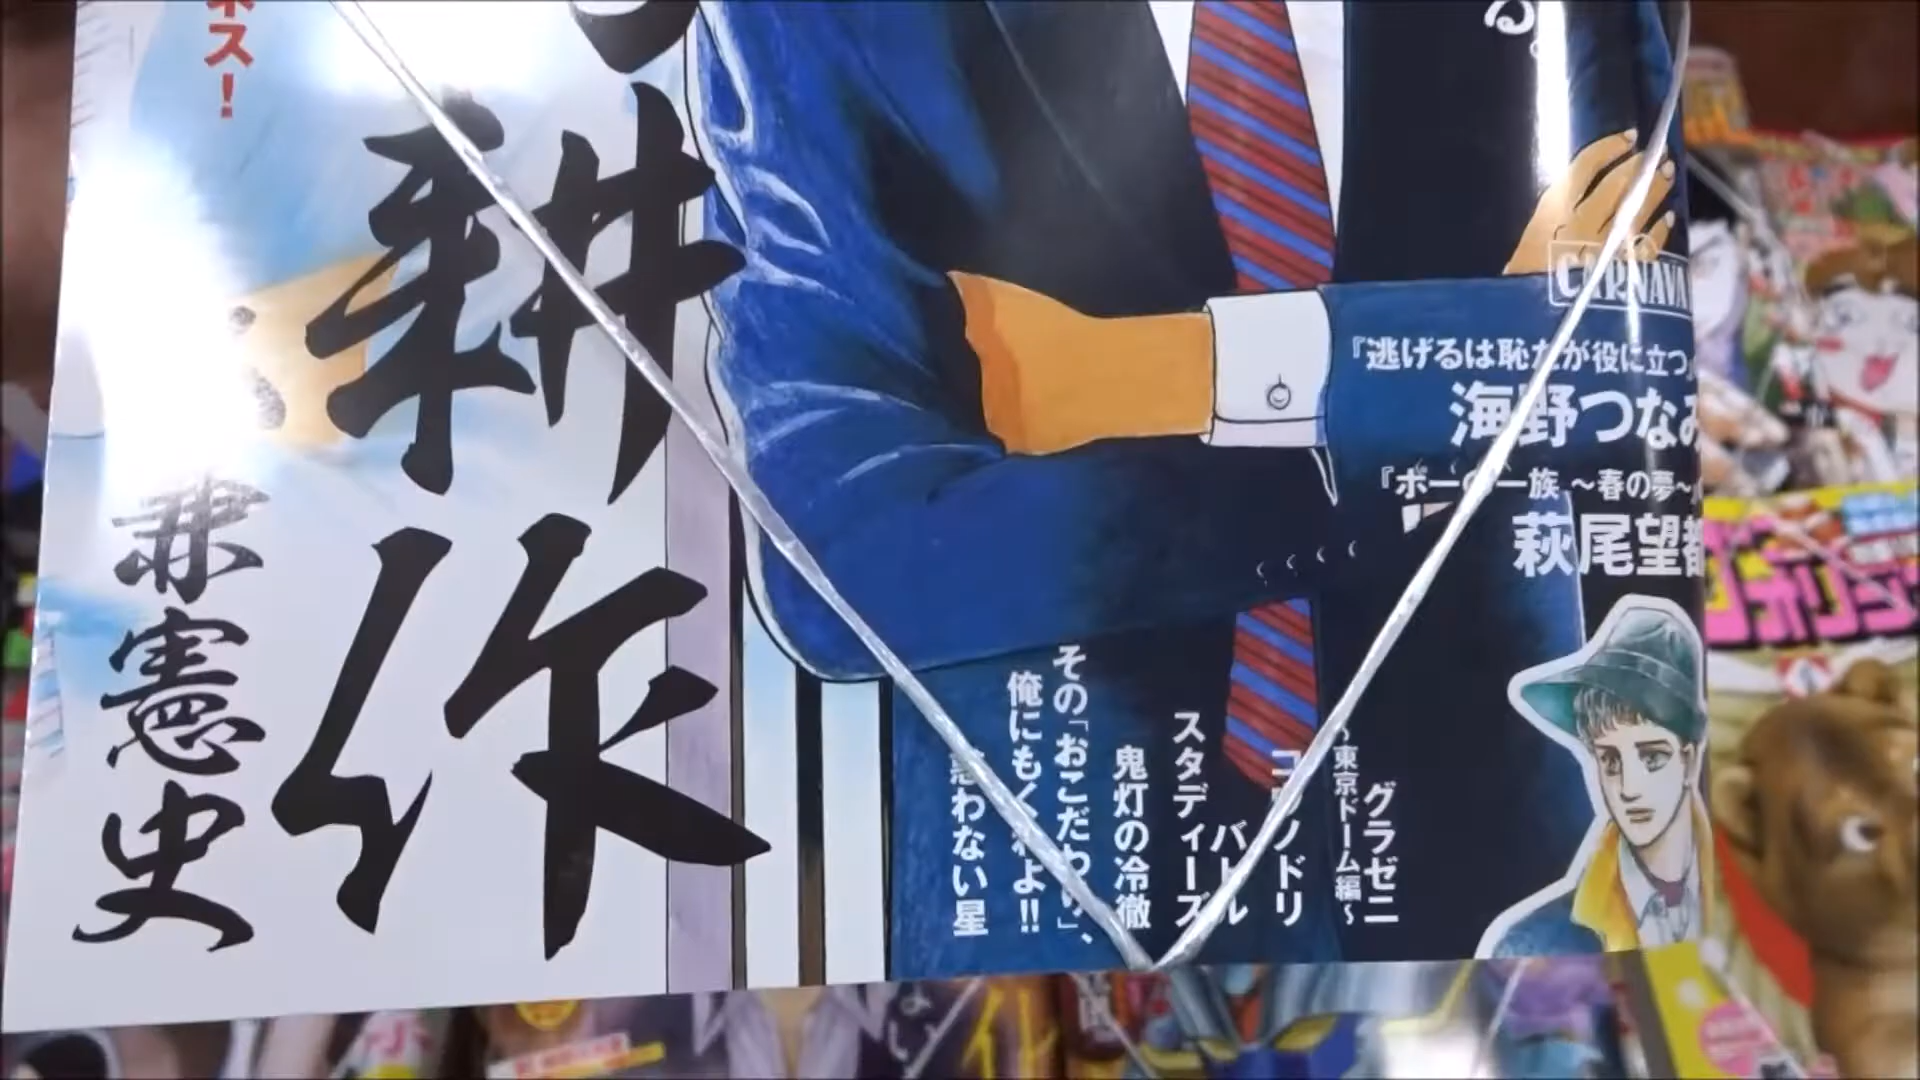 ネス!
耕作
兼憲史
る。
CARNAVA
『逃げるは恥だが役に立つ』
海野つなみ
『ポーの一族 ～春の夢～』
萩尾望都
グラゼニ
～東京ドーム編～
コウノドリ
バトル
スタディーズ
鬼灯の冷徹
その「おこだわり」、
俺にもくれよ!!
惑わない星